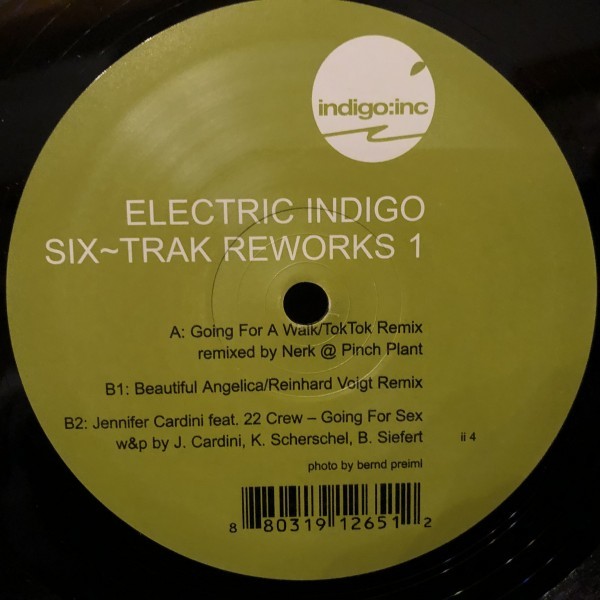 indigo:inc
ELECTRIC INDIGO
SIX~TRAK REWORKS 1
A: Going For A Walk/TokTok Remix
remixed by Nerk @ Pinch Plant
B1: Beautiful Angelica/Reinhard Voigt Remix
B2: Jennifer Cardini feat. 22 Crew – Going For Sex
w&p by J. Cardini, K. Scherschel, B. Siefert
ii 4
photo by bernd preiml
8 80319 12651 2